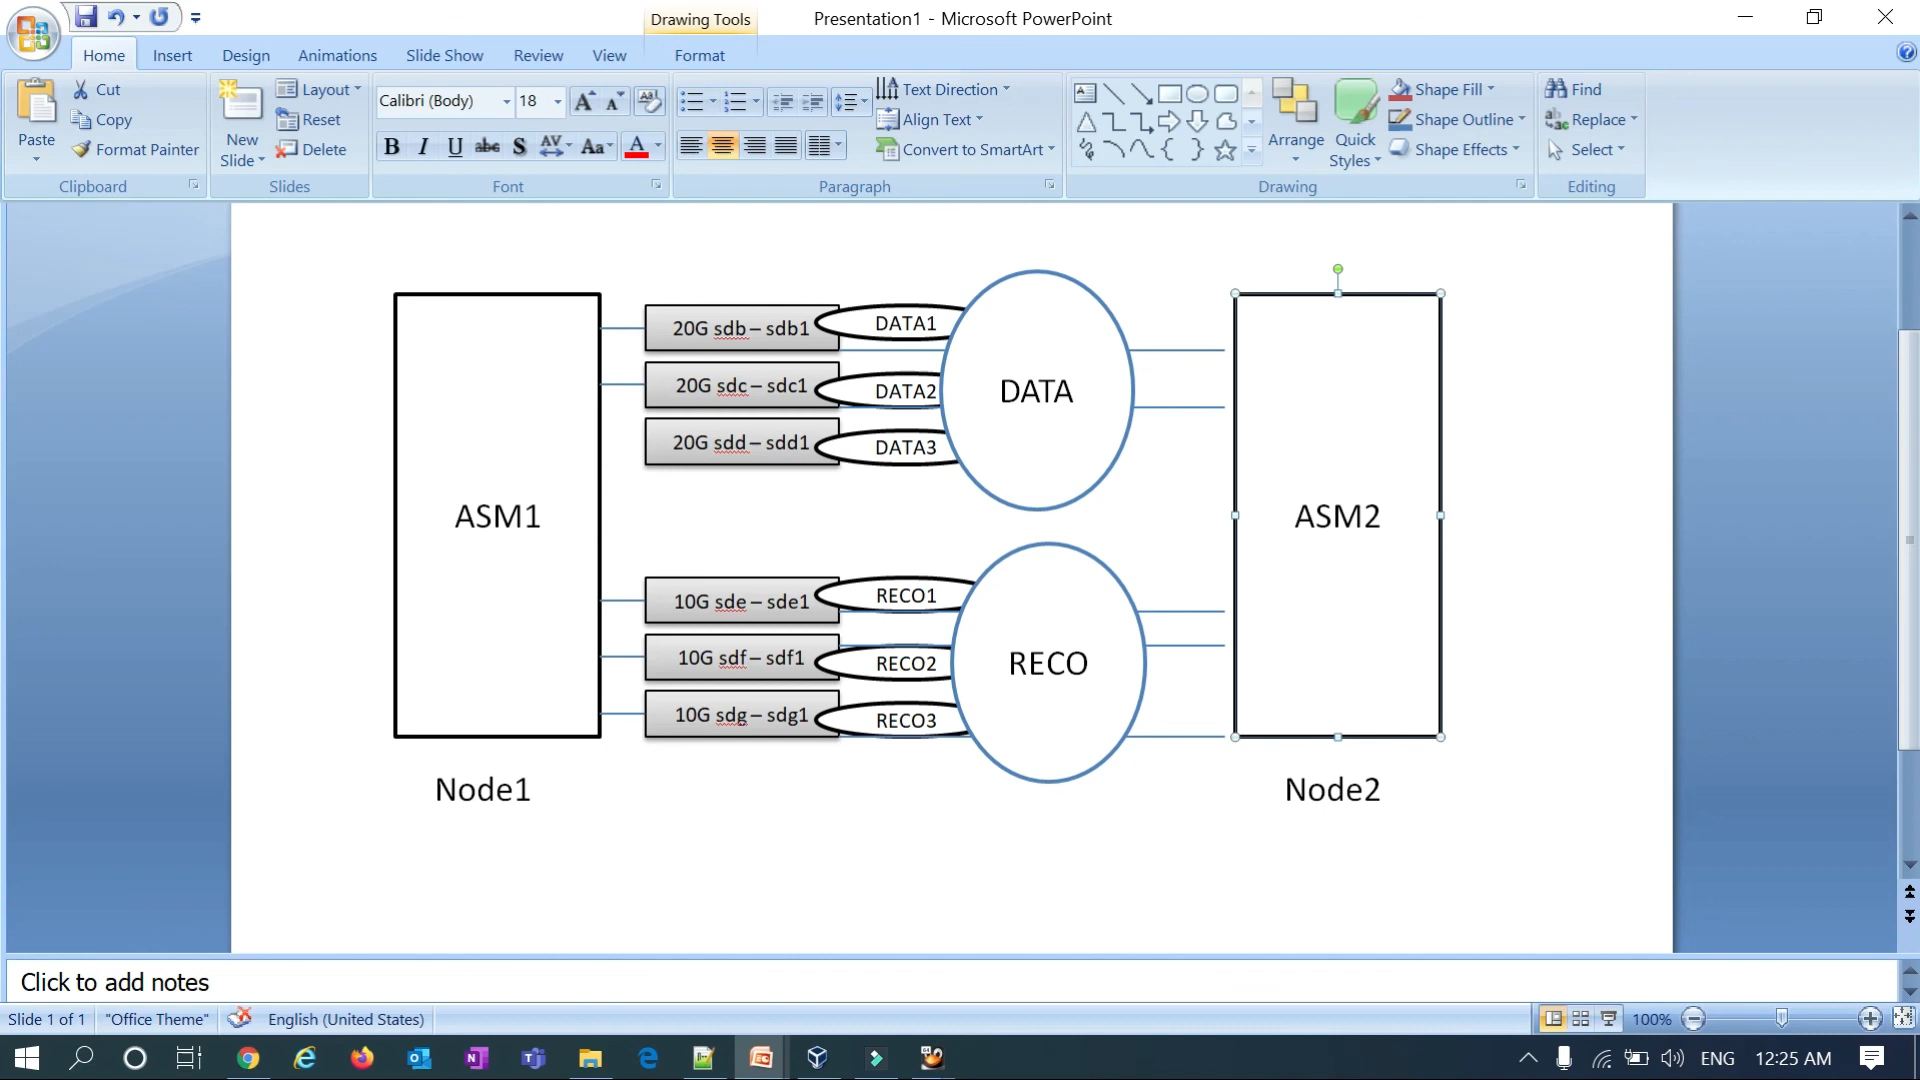 Drawing Tools
Presentation1 - Microsoft PowerPoint
Home Insert Design Animations Slide Show Review View Format
Paste
Cut
Copy
Format Painter
Clipboard
New Slide
Layout
Reset
Delete
Slides
Calibri (Body) 18
B I U abc S AV Aa A
Font
Text Direction
Align Text
Convert to SmartArt
Paragraph
Arrange
Quick Styles
Shape Fill
Shape Outline
Shape Effects
Drawing
Find
Replace
Select
Editing
20G sdb – sdb1 DATA1
20G sdc – sdc1 DATA2 DATA
20G sdd – sdd1 DATA3
ASM1 ASM2
10G sde – sde1 RECO1
10G sdf – sdf1 RECO2 RECO
10G sdg – sdg1 RECO3
Node1 Node2
Click to add notes
Slide 1 of 1 "Office Theme" English (United States) 100%
ENG 12:25 AM